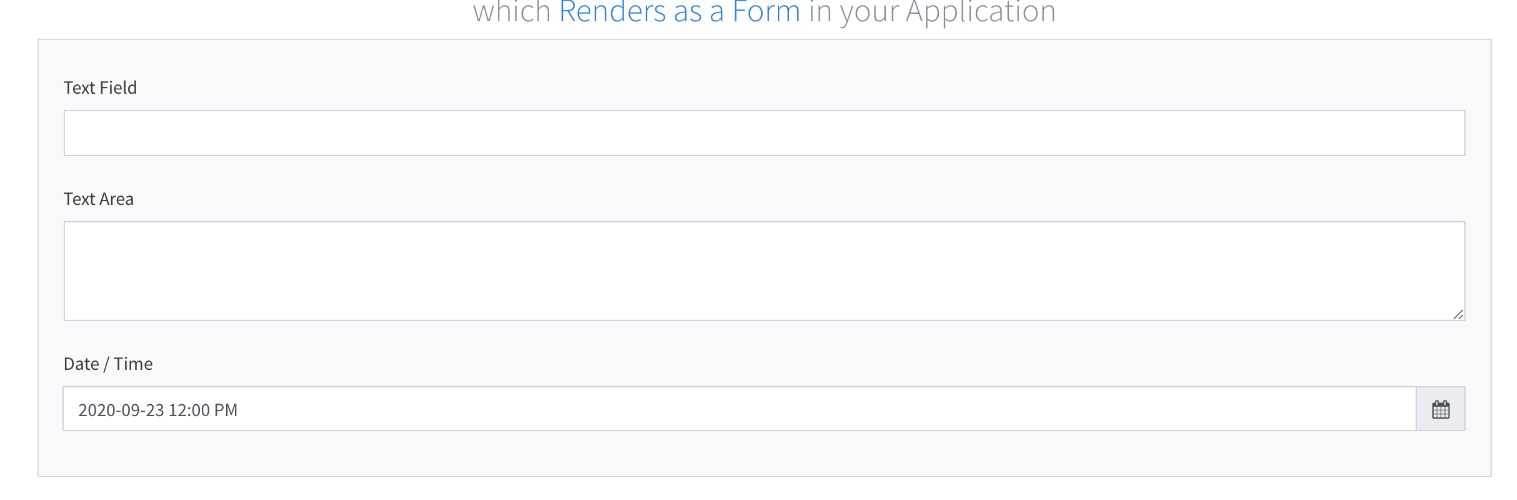 which Renders as a Form in your Application
Text Field
Text Area
Date / Time
2020-09-23 12:00 PM